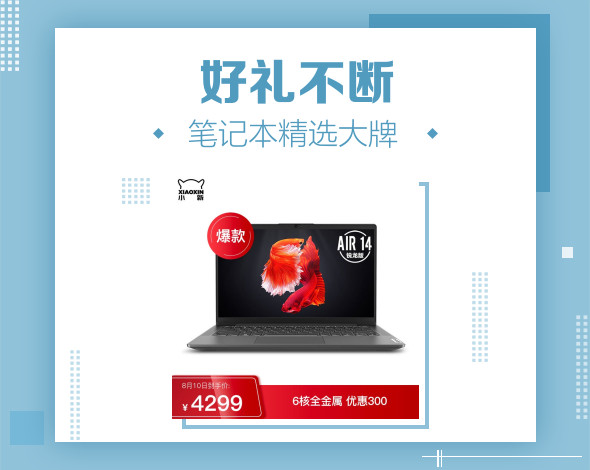 好礼不断
笔记本精选大牌
XIAOXIN
小新
爆款
AIR 14
锐龙版
8月10日到手价:
¥4299
6核全金属 优惠300